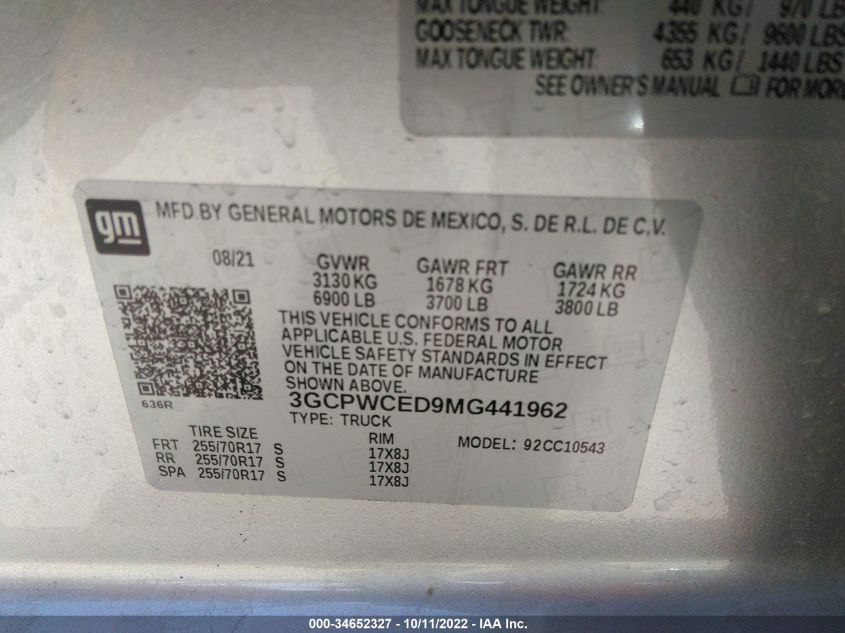 MAX TONGUE WEIGHT: 440 KG/ 970 LB
GOOSENECK TWR: 4355 KG/ 9600 LBS
MAX TONGUE WEIGHT: 653 KG/ 1440 LBS
SEE OWNER'S MANUAL FOR MORE
gm
MFD BY GENERAL MOTORS DE MEXICO, S. DE R.L. DE C.V.
08/21 GVWR GAWR FRT GAWR RR
3130 KG 1678 KG 1724 KG
6900 LB 3700 LB 3800 LB
THIS VEHICLE CONFORMS TO ALL
APPLICABLE U.S. FEDERAL MOTOR
VEHICLE SAFETY STANDARDS IN EFFECT
ON THE DATE OF MANUFACTURE
SHOWN ABOVE.
636R
3GCPWCED9MG441962
TYPE: TRUCK
TIRE SIZE RIM MODEL: 92CC10543
FRT 255/70R17 S 17X8J
RR 255/70R17 S 17X8J
SPA 255/70R17 S 17X8J
000-34652327 - 10/11/2022 - IAA Inc.